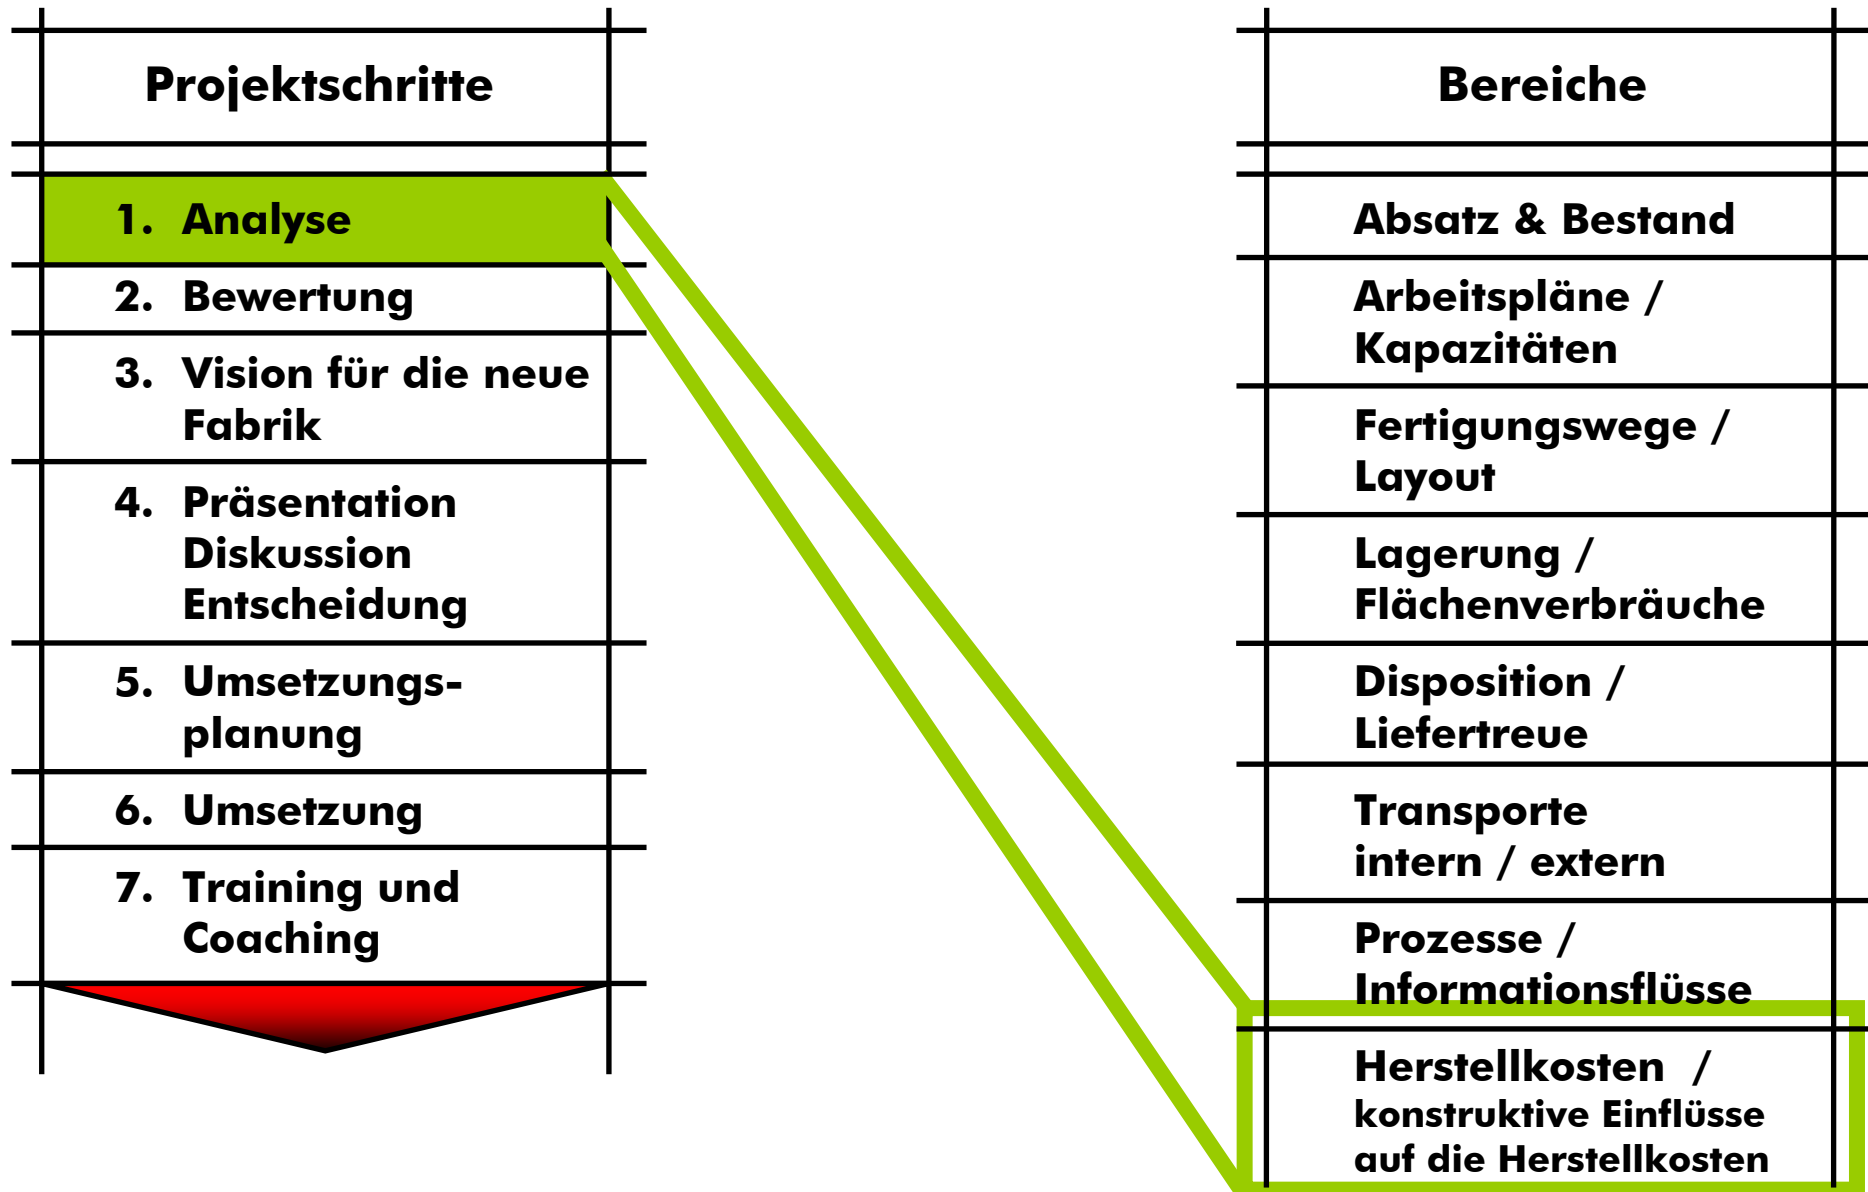 Projektschritte
1. Analyse
2. Bewertung
3. Vision für die neue
Fabrik
4. Präsentation
Diskussion
Entscheidung
5. Umsetzungs-
planung
6. Umsetzung
7. Training und
Coaching
Bereiche
Absatz & Bestand
Arbeitspläne /
Kapazitäten
Fertigungswege /
Layout
Lagerung /
Flächenverbräuche
Disposition /
Liefertreue
Transporte
intern / extern
Prozesse /
Informationsflüsse
Herstellkosten /
konstruktive Einflüsse
auf die Herstellkosten